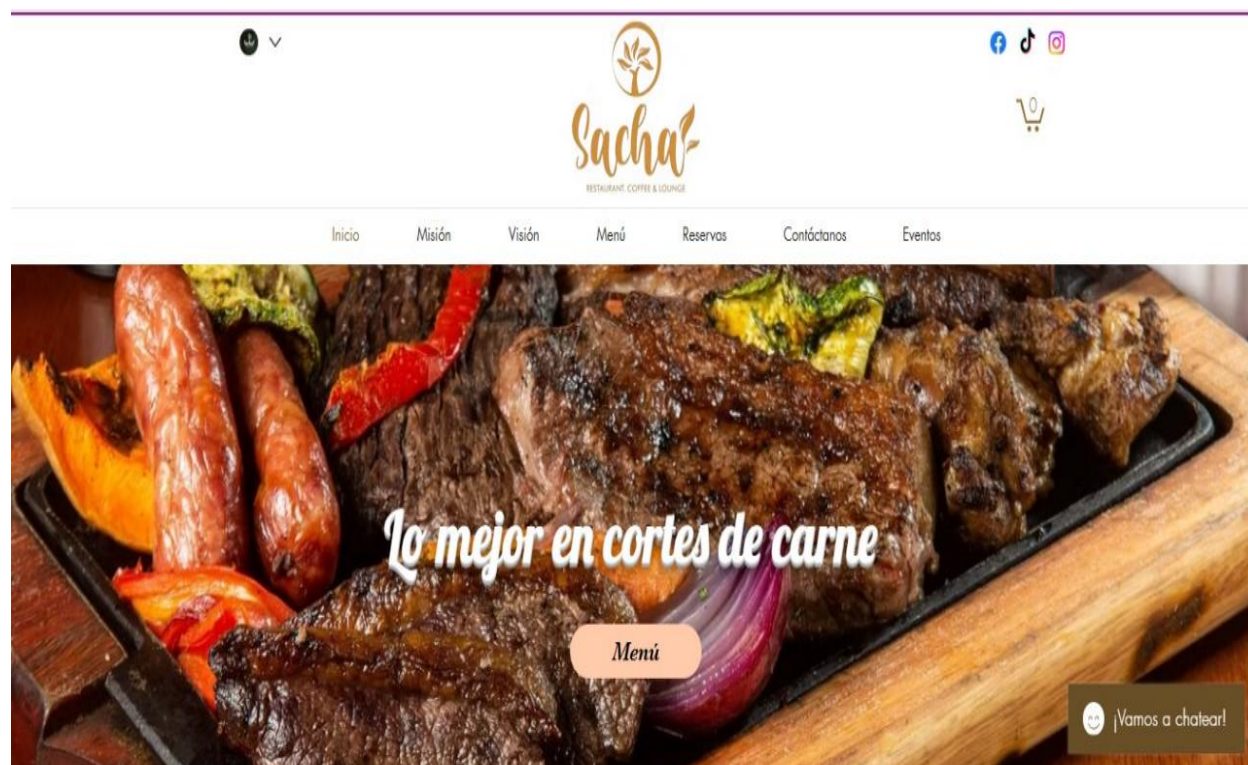 0
Sacha
RESTAURANT. COFFEE & LOUNGE
Inicio Misión Visión Menú Reservas Contáctanos Eventos
Lo mejor en cortes de carne
Menú
¡Vamos a chatear!